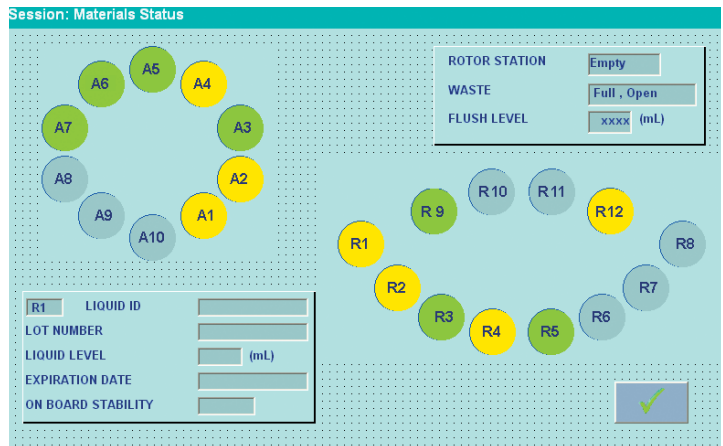 Session: Materials Status
A5
A6
A4
A7
A3
A8
A2
A9
A1
A10
ROTOR STATION Empty
WASTE Full , Open
FLUSH LEVEL xxxx (mL)
R10 R11
R 9 R12
R1 R8
R2 R7
R3 R4 R5 R6
R1 LIQUID ID
LOT NUMBER
LIQUID LEVEL (mL)
EXPIRATION DATE
ON BOARD STABILITY